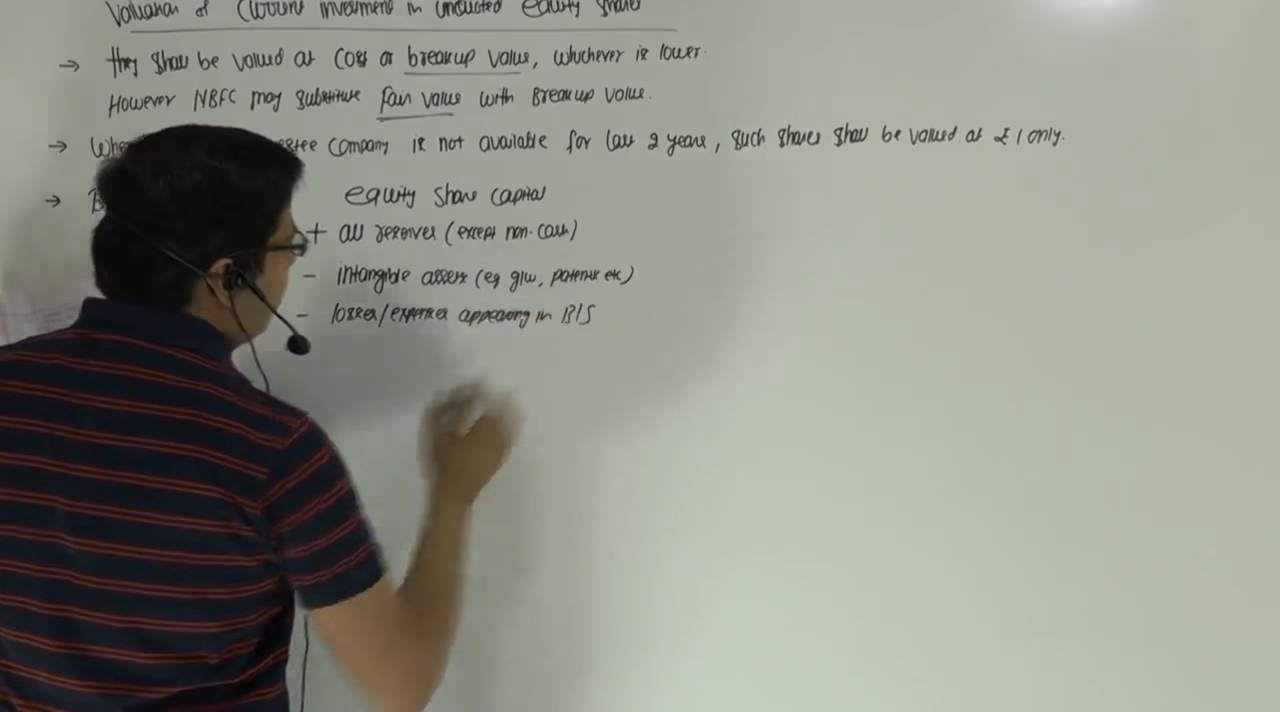 Valuation of Current investment in unquoted equity shares
→ they shall be valued at Cost or breakup value, whichever is lower.
However NBFC may substitute fair value with Breakup value.
→ company is not available for last 2 years, such shares shall be valued at ₹1 only.
→ equity share capital
+ all reserves (except non-cash)
- intangible assets (eg g/w, patents etc)
- losses/expenses appearing in B/S